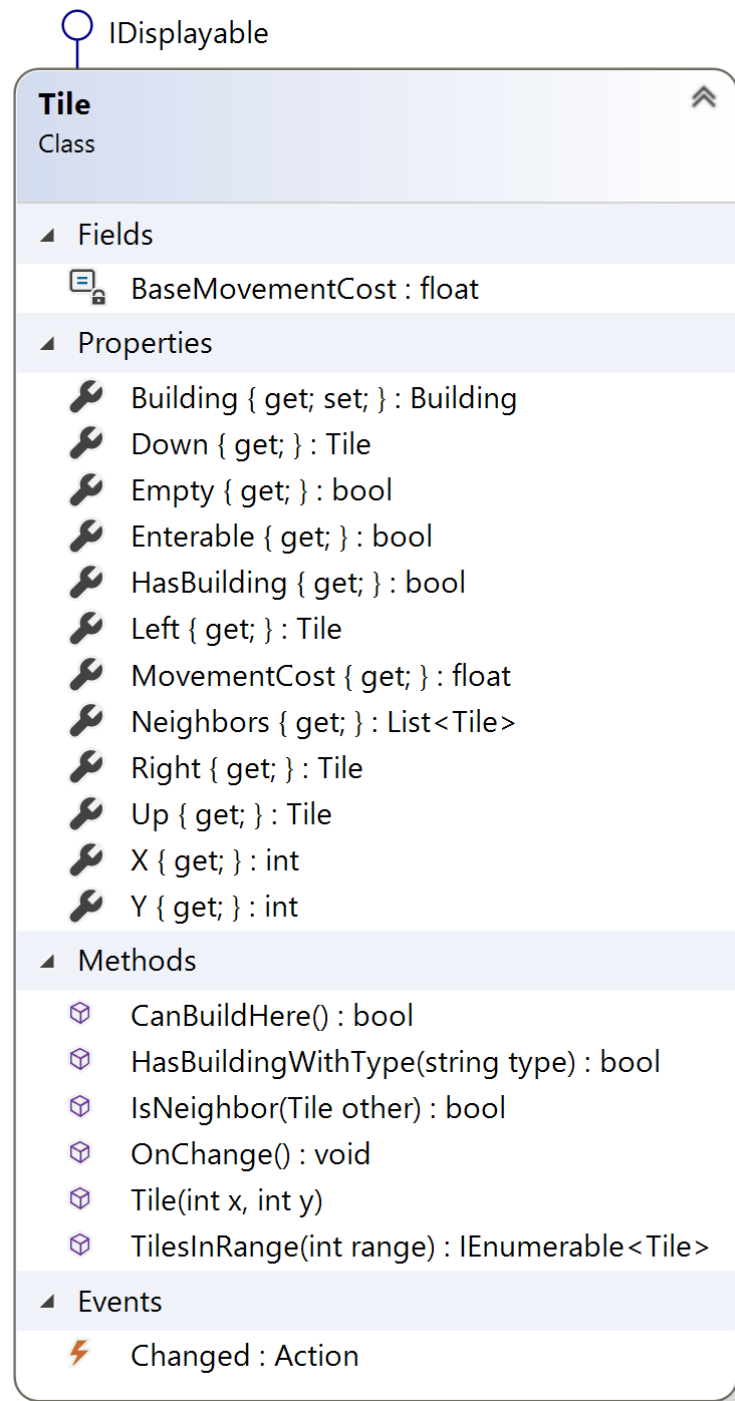 IDisplayable
Tile
Class
Fields
BaseMovementCost : float
Properties
Building { get; set; } : Building
Down { get; } : Tile
Empty { get; } : bool
Enterable { get; } : bool
HasBuilding { get; } : bool
Left { get; } : Tile
MovementCost { get; } : float
Neighbors { get; } : List<Tile>
Right { get; } : Tile
Up { get; } : Tile
X { get; } : int
Y { get; } : int
Methods
CanBuildHere() : bool
HasBuildingWithType(string type) : bool
IsNeighbor(Tile other) : bool
OnChange() : void
Tile(int x, int y)
TilesInRange(int range) : IEnumerable<Tile>
Events
Changed : Action